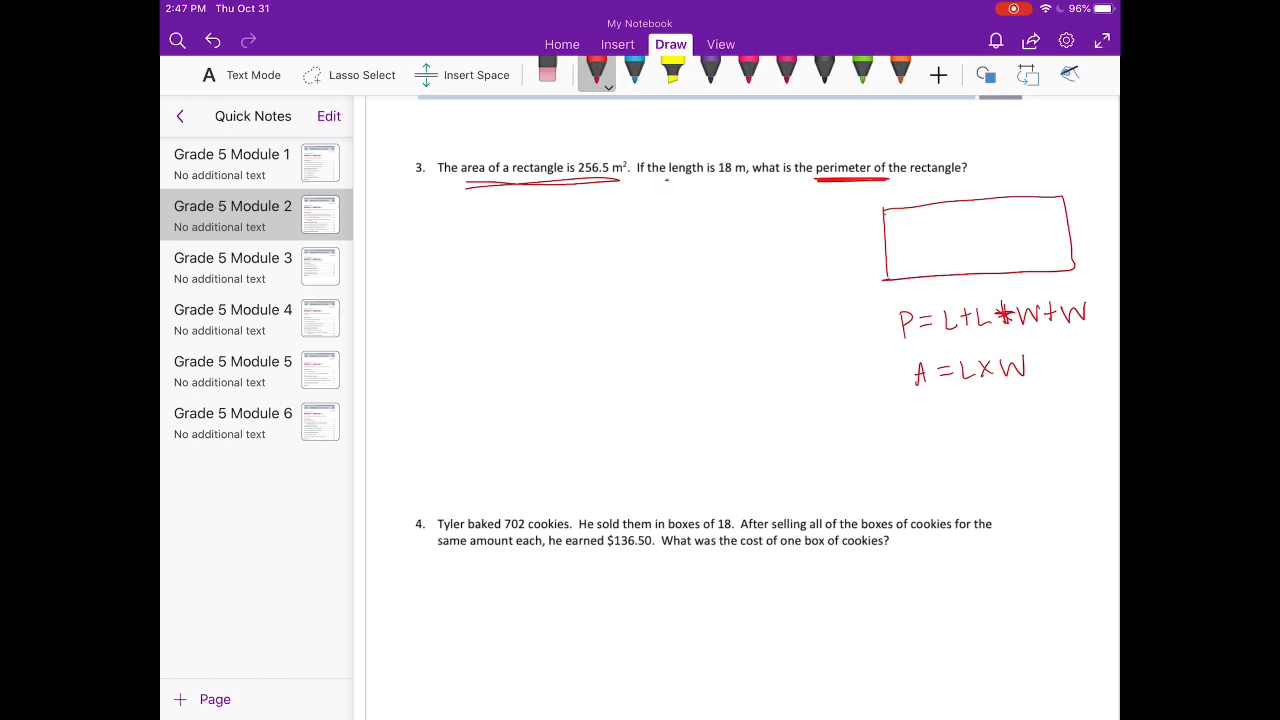 2:47 PM Thu Oct 31
96%
My Notebook
Home Insert Draw View
Text Mode Lasso Select Insert Space
Quick Notes Edit
Grade 5 Module 1
No additional text
Grade 5 Module 2
No additional text
Grade 5 Module 3
No additional text
Grade 5 Module 4
No additional text
Grade 5 Module 5
No additional text
Grade 5 Module 6
No additional text
+ Page
3. The area of a rectangle is 256.5 m². If the length is 18 m, what is the perimeter of the rectangle?
P = L+L+W+W
A = L×W
4. Tyler baked 702 cookies. He sold them in boxes of 18. After selling all of the boxes of cookies for the
same amount each, he earned $136.50. What was the cost of one box of cookies?